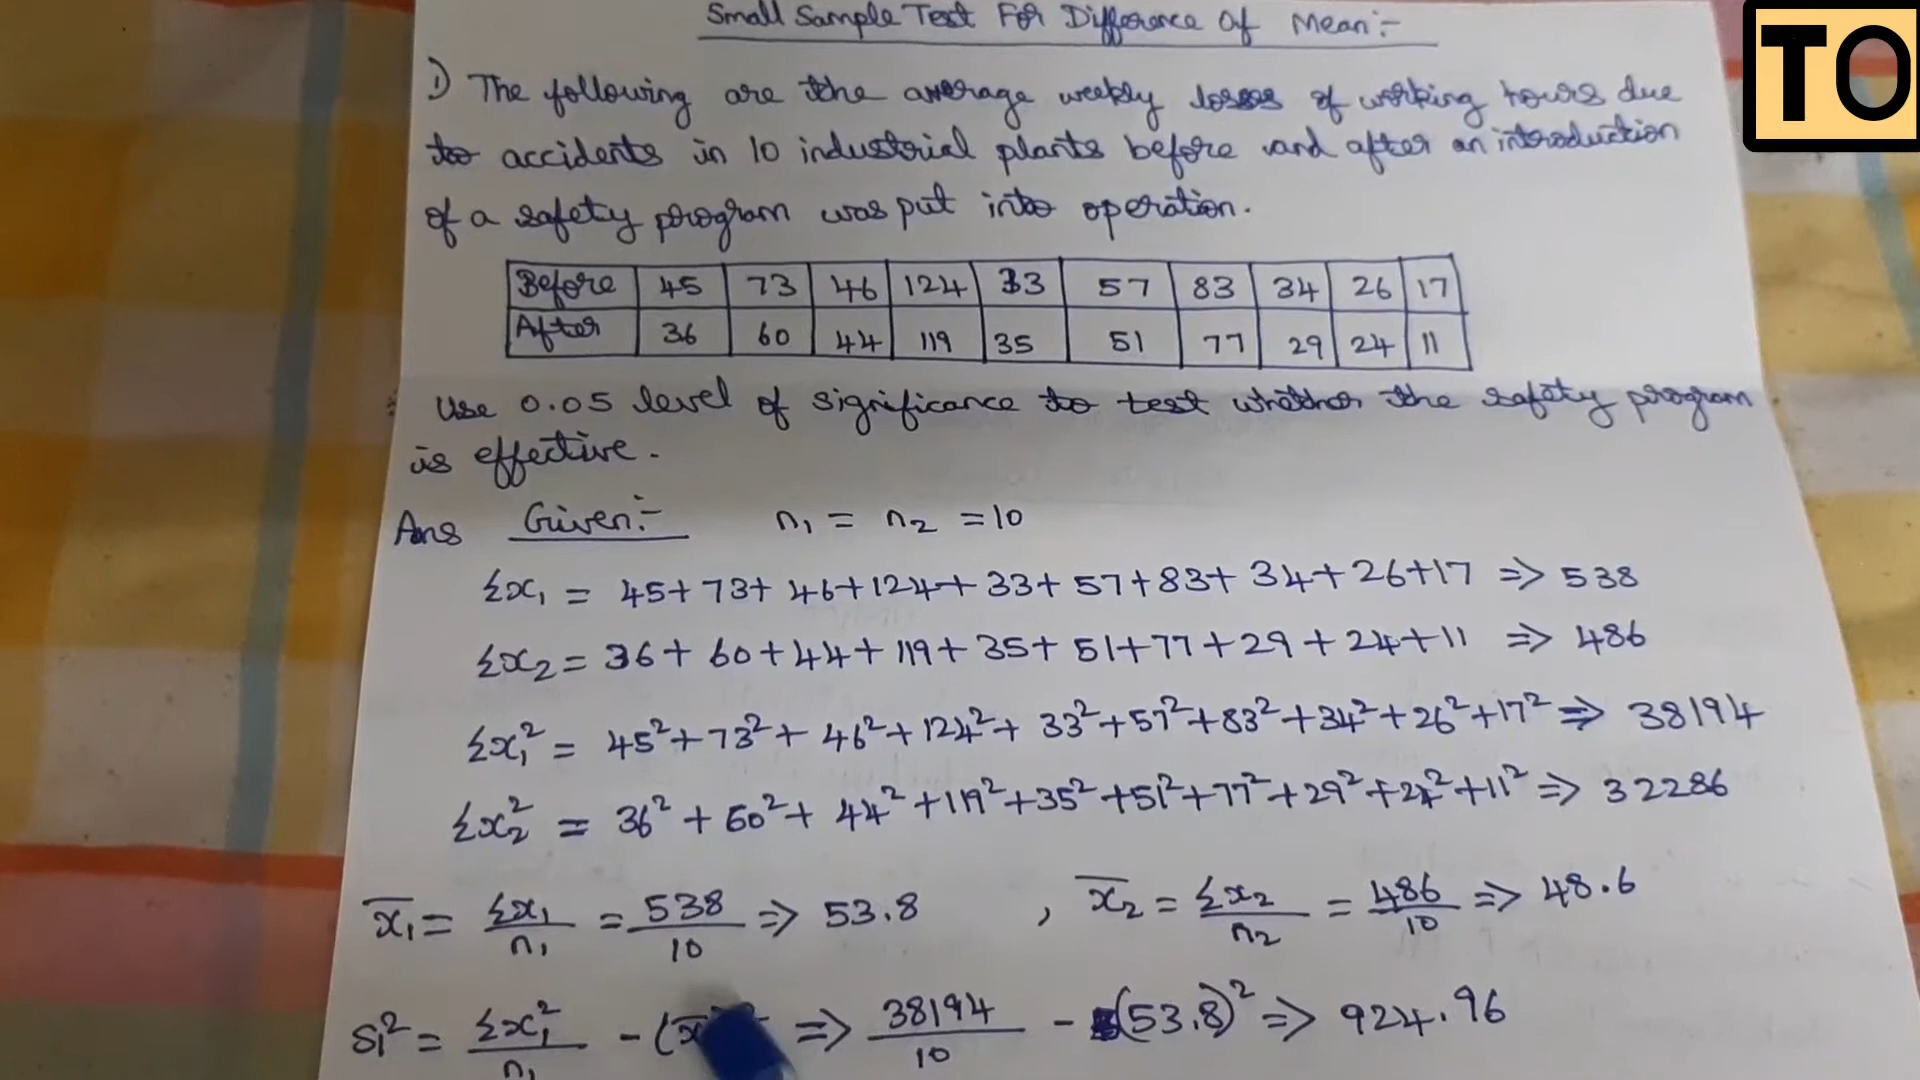 Small Sample Test For Difference Of Mean:-
TO
1) The following are the average weekly losses of working hours due
to accidents in 10 industrial plants before and after an introduction
of a safety program was put into operation.
Before 45 73 46 124 33 57 83 34 26 17
After 36 60 44 119 35 51 77 29 24 11
Use 0.05 level of significance to test whether the safety program
is effective.
Ans Given:- n₁ = n₂ = 10
Σx₁ = 45+73+46+124+33+57+83+34+26+17 => 538
Σx₂ = 36+60+44+119+35+51+77+29+24+11 => 486
Σx₁² = 45²+73²+46²+124²+33²+57²+83²+34²+26²+17² => 38194
Σx₂² = 36²+60²+44²+119²+35²+51²+77²+29²+24²+11² => 32286
x̄₁ = Σx₁/n₁ = 538/10 => 53.8 , x̄₂ = Σx₂/n₂ = 486/10 => 48.6
S₁² = Σx₁²/n₁ - (x̄ => 38194/10 - (53.8)² => 924.96